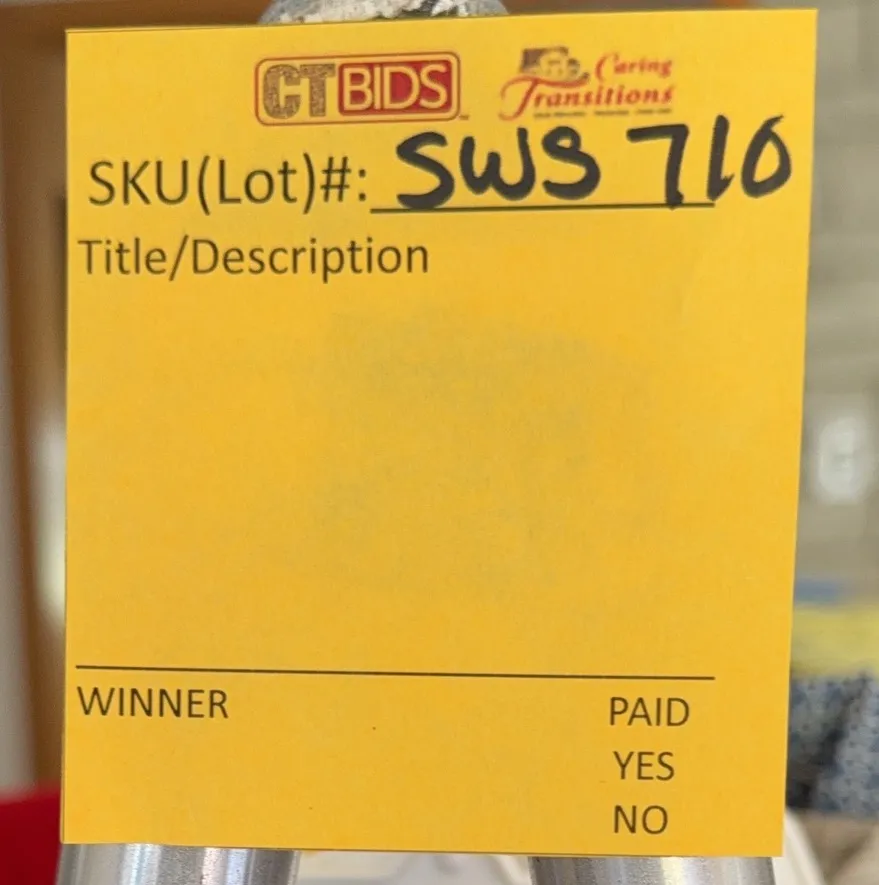 CTBIDS Caring
Transitions
SKU(Lot)#: SWS 710
Title/Description
WINNER PAID
YES
NO